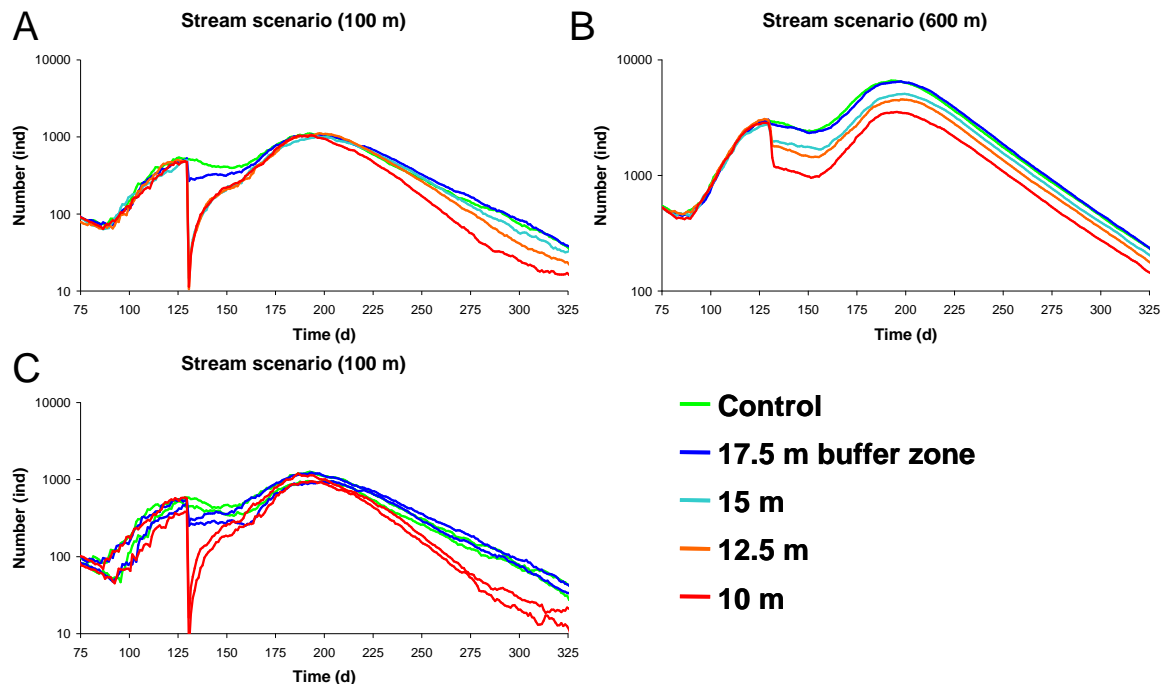 A
Stream scenario (100 m)
Number (ind)
10000
1000
100
10
75 100 125 150 175 200 225 250 275 300 325
Time (d)
B
Stream scenario (600 m)
Number (ind)
10000
1000
100
75 100 125 150 175 200 225 250 275 300 325
Time (d)
C
Stream scenario (100 m)
Number (ind)
10000
1000
100
10
75 100 125 150 175 200 225 250 275 300 325
Time (d)
Control
17.5 m buffer zone
15 m
12.5 m
10 m